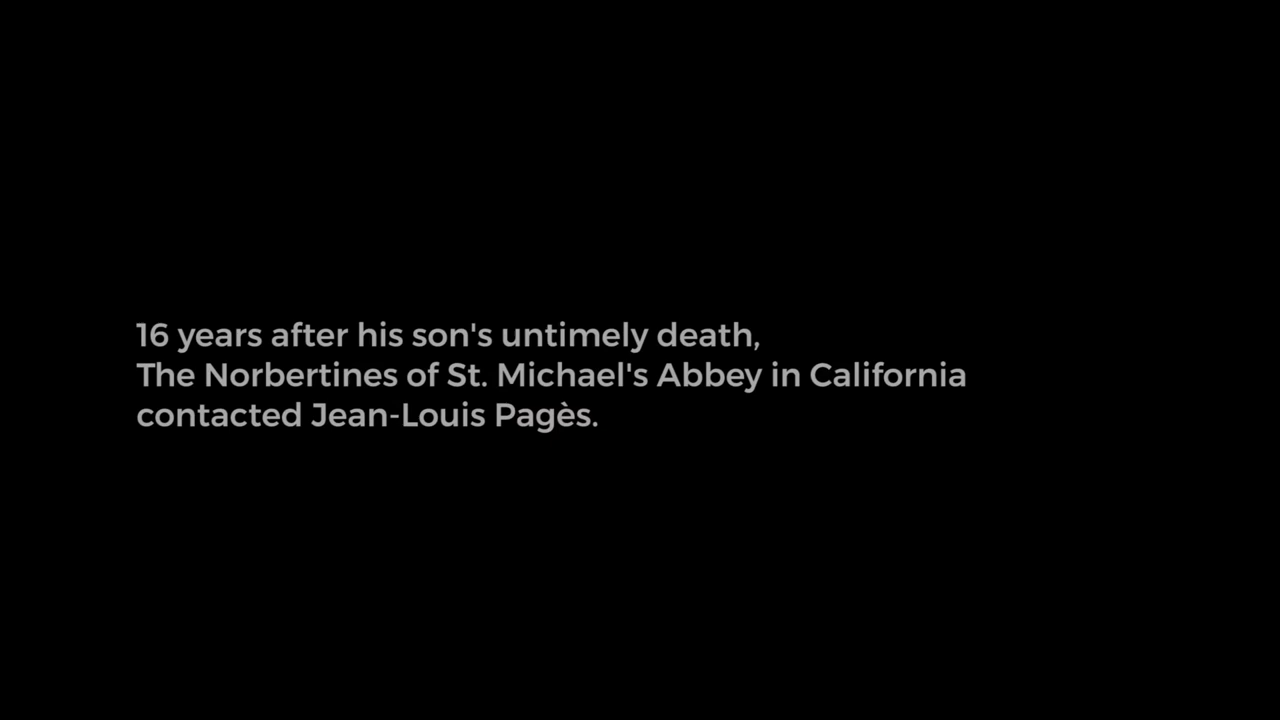 16 years after his son's untimely death,
The Norbertines of St. Michael's Abbey in California
contacted Jean-Louis Pagès.